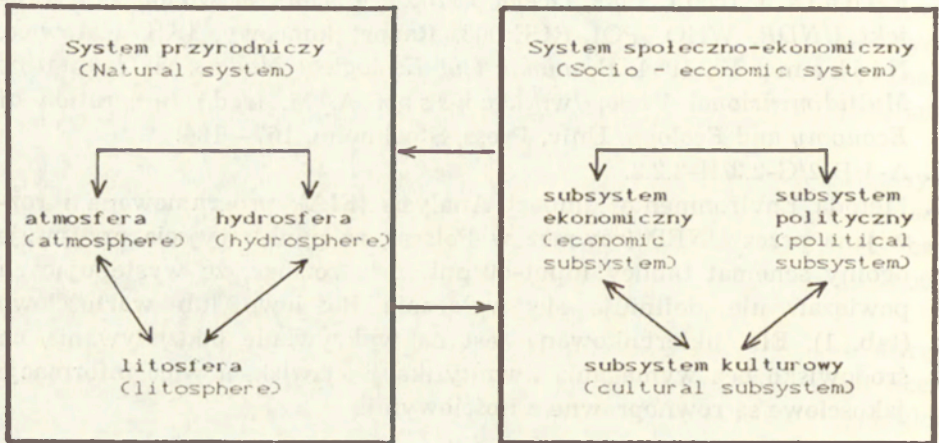 System przyrodniczy
(Natural system)
atmosfera
(atmosphere)
hydrosfera
(hydrosphere)
litosfera
(litosphere)
System społeczno-ekonomiczny
(Socio - economic system)
subsystem
ekonomiczny
(economic
subsystem)
subsystem
polityczny
(political
subsystem)
subsystem kulturowy
(cultural subsystem)